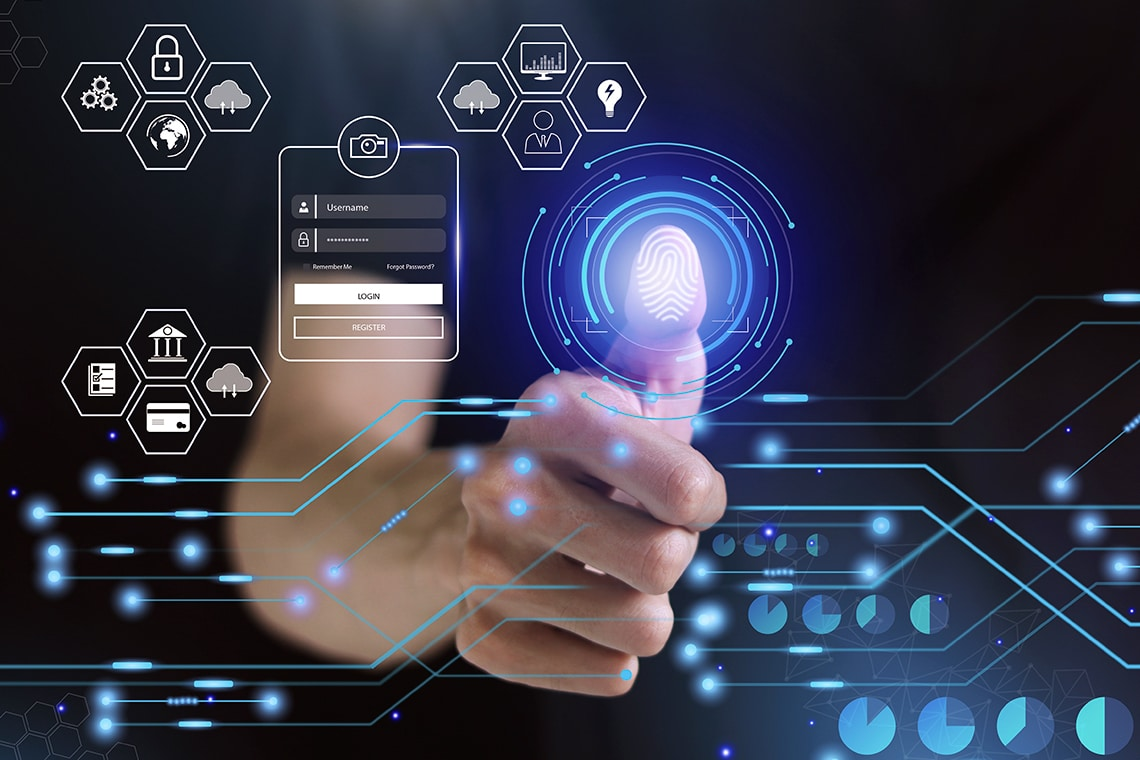 Username
************
Remember Me
Forgot Password?
LOGIN
REGISTER